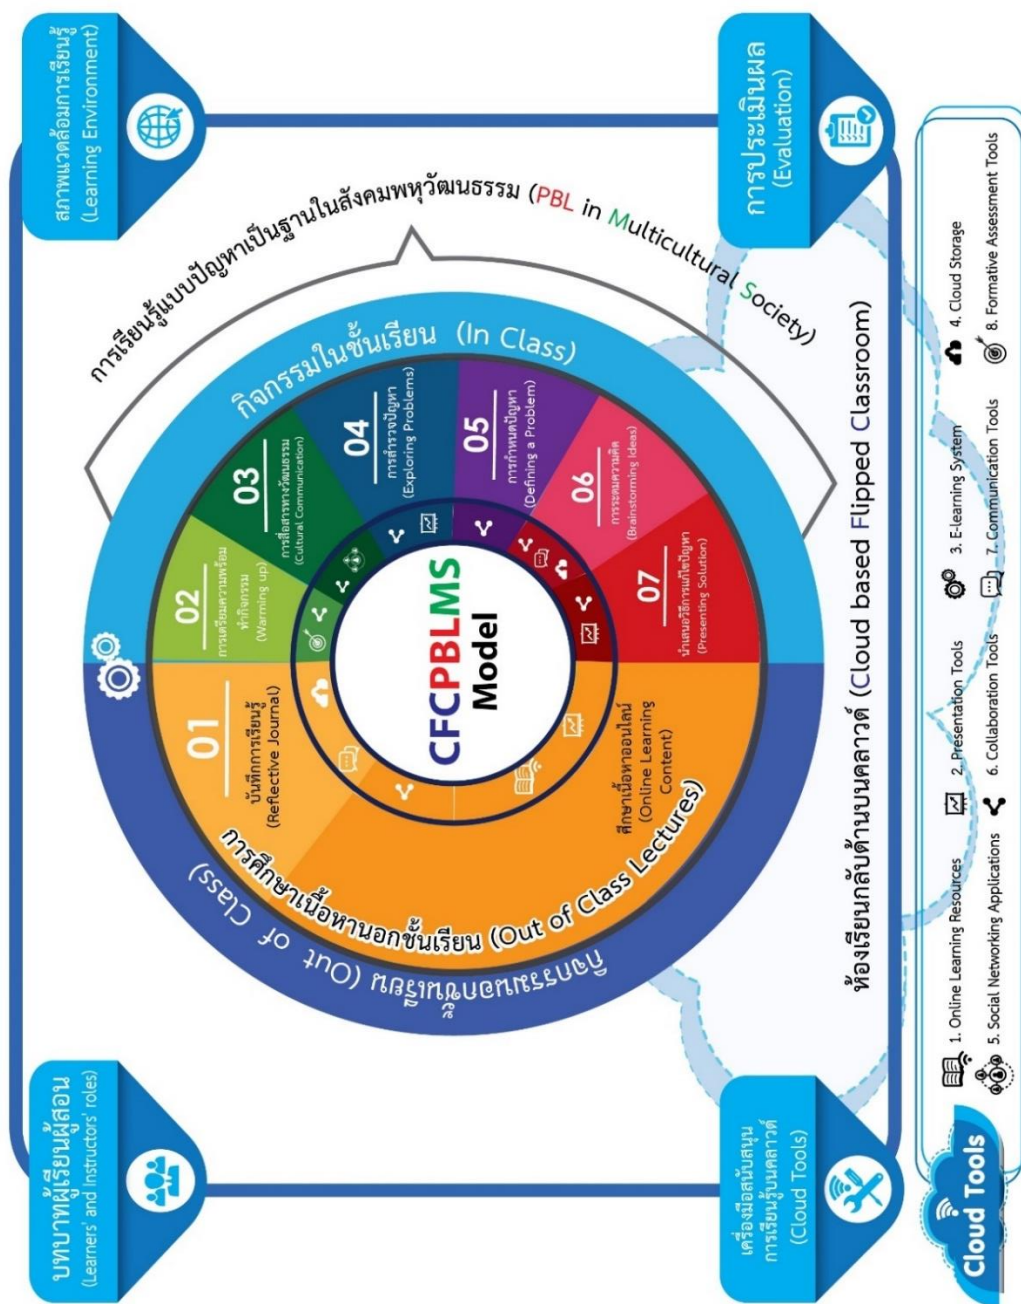 บทบาทผู้เรียนผู้สอน
(Learners' and Instructors' roles)
สภาพแวดล้อมการเรียนรู้
(Learning Environment)
การเรียนรู้แบบปัญหาเป็นฐานในสังคมพหุวัฒนธรรม (PBL in Multicultural Society)
กิจกรรมนอกชั้นเรียน (Out of Class)
กิจกรรมในชั้นเรียน (In Class)
การศึกษาเนื้อหานอกชั้นเรียน (Out of Class Lectures)
01
บันทึกการเรียนรู้
(Reflective Journal)
02
การเตรียมความพร้อม
ทำกิจกรรม
(Warming up)
03
การสื่อสารทางวัฒนธรรม
(Cultural Communication)
04
การสำรวจปัญหา
(Exploring Problems)
05
การกำหนดปัญหา
(Defining a Problem)
06
การระดมความคิด
(Brainstorming Ideas)
07
นำเสนอวิธีการแก้ไขปัญหา
(Presenting Solution)
ศึกษาเนื้อหาออนไลน์
(Online Learning
Content)
CFCPBLMS
Model
เครื่องมือสนับสนุน
การเรียนรู้บนคลาวด์
(Cloud Tools)
การประเมินผล
(Evaluation)
ห้องเรียนกลับด้านบนคลาวด์ (Cloud based Flipped Classroom)
Cloud Tools
1. Online Learning Resources
2. Presentation Tools
3. E-learning System
4. Cloud Storage
5. Social Networking Applications
6. Collaboration Tools
7. Communication Tools
8. Formative Assessment Tools